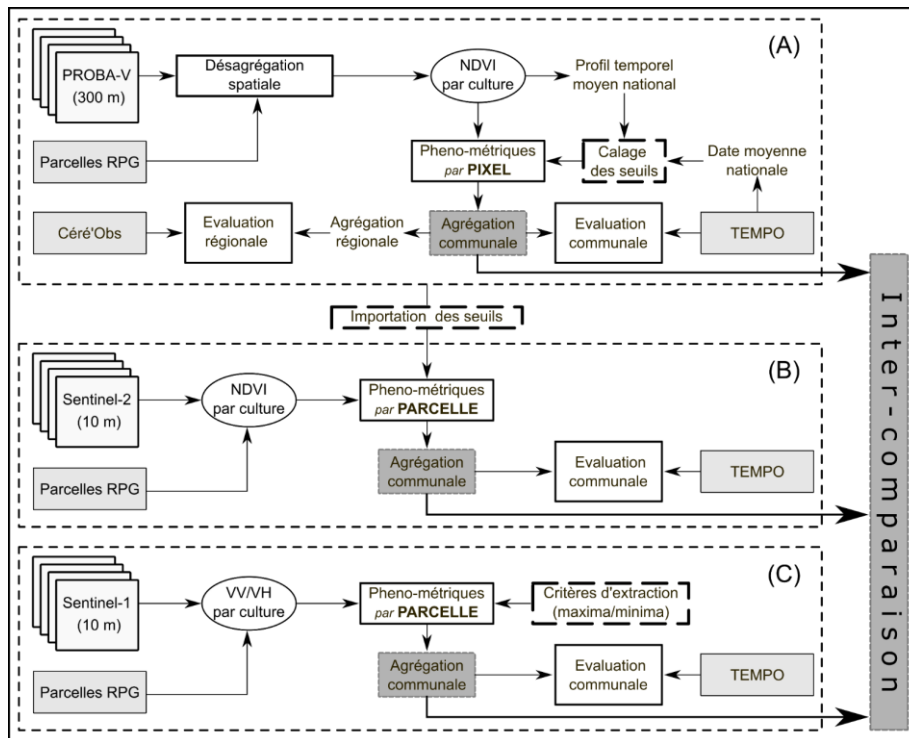 (A)
PROBA-V
(300 m)
Désagrégation
spatiale
NDVI
par culture
Profil temporel
moyen national
Parcelles RPG
Pheno-métriques
par PIXEL
Calage
des seuils
Date moyenne
nationale
Céré'Obs
Evaluation
régionale
Agrégation
régionale
Agrégation
communale
Evaluation
communale
TEMPO
Importation des seuils
(B)
Sentinel-2
(10 m)
NDVI
par culture
Pheno-métriques
par PARCELLE
Parcelles RPG
Agrégation
communale
Evaluation
communale
TEMPO
(C)
Sentinel-1
(10 m)
VV/VH
par culture
Pheno-métriques
par PARCELLE
Critères d'extraction
(maxima/minima)
Parcelles RPG
Agrégation
communale
Evaluation
communale
TEMPO
Inter-comparaison